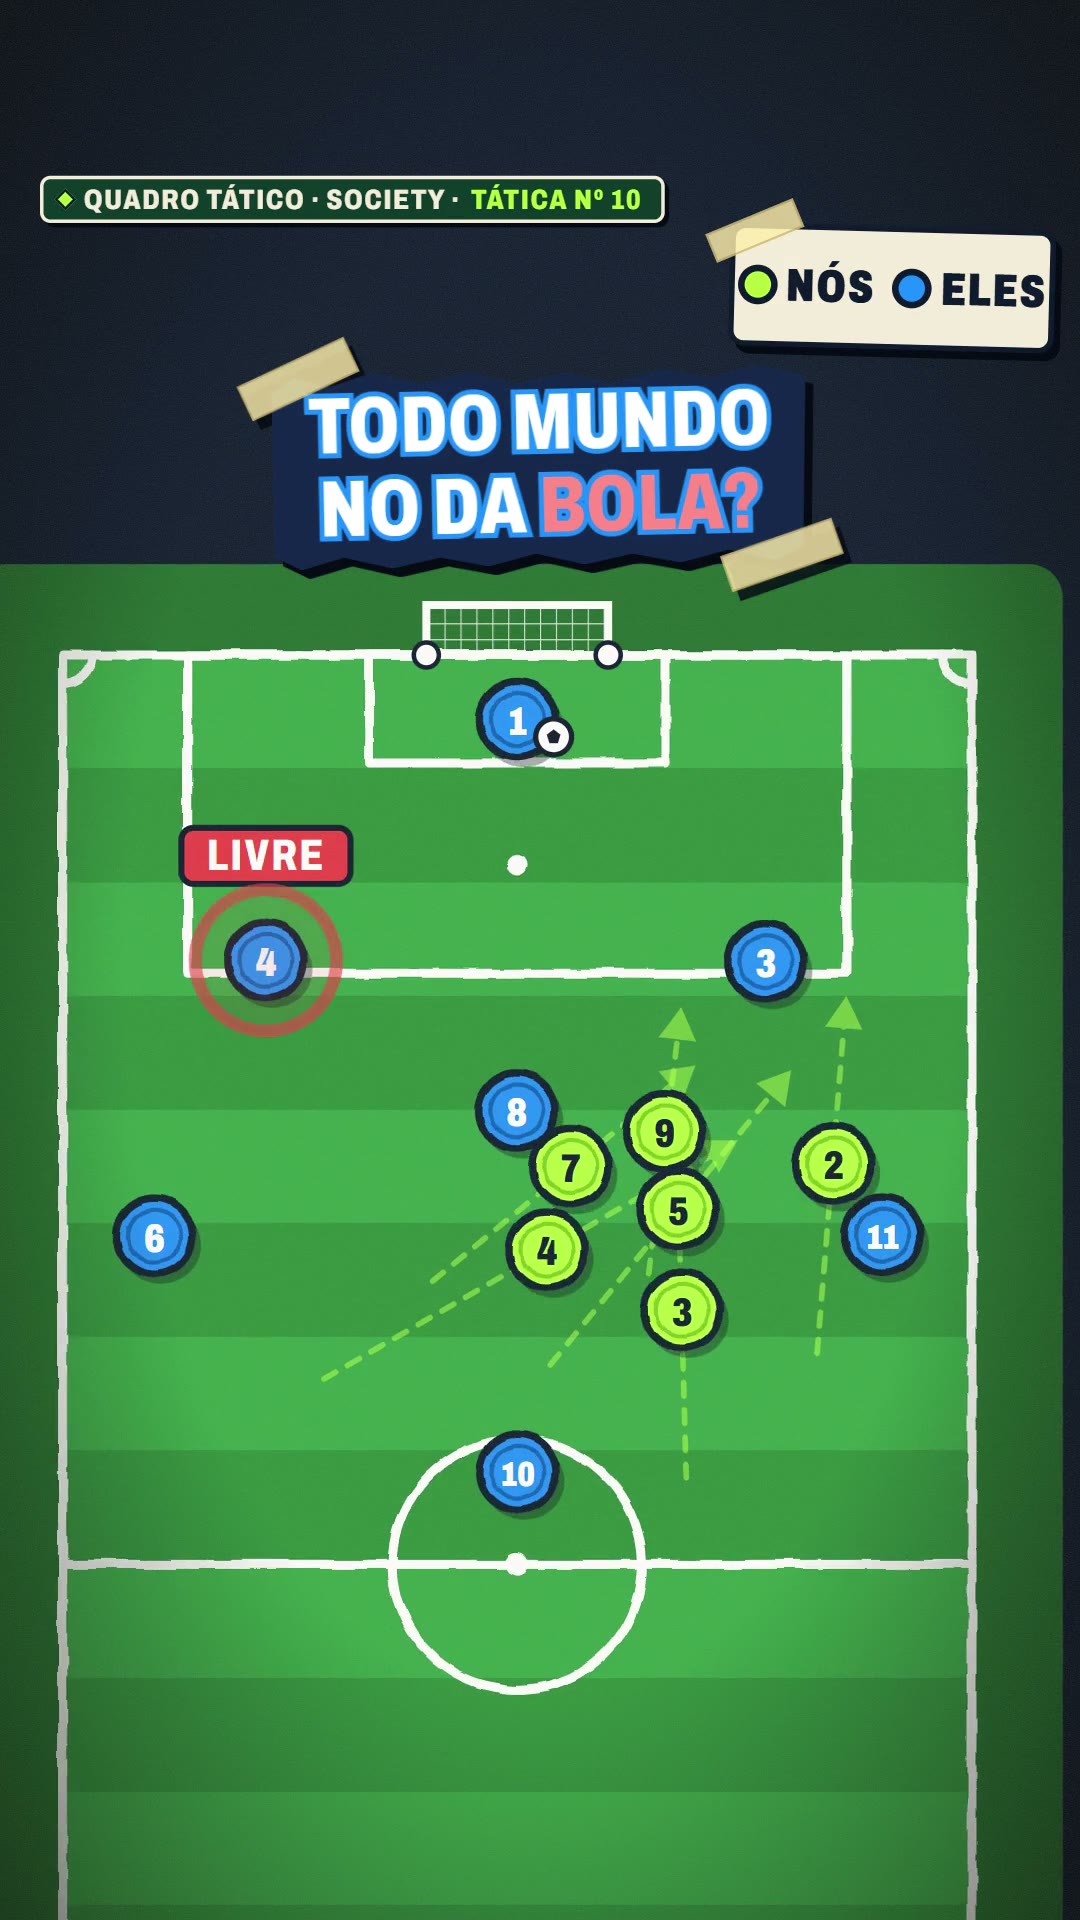 QUADRO TÁTICO · SOCIETY · TÁTICA Nº 10
NÓS ELES
TODO MUNDO
NO DA BOLA?
1
LIVRE
4
3
8
9
7
2
5
6
4
11
3
10